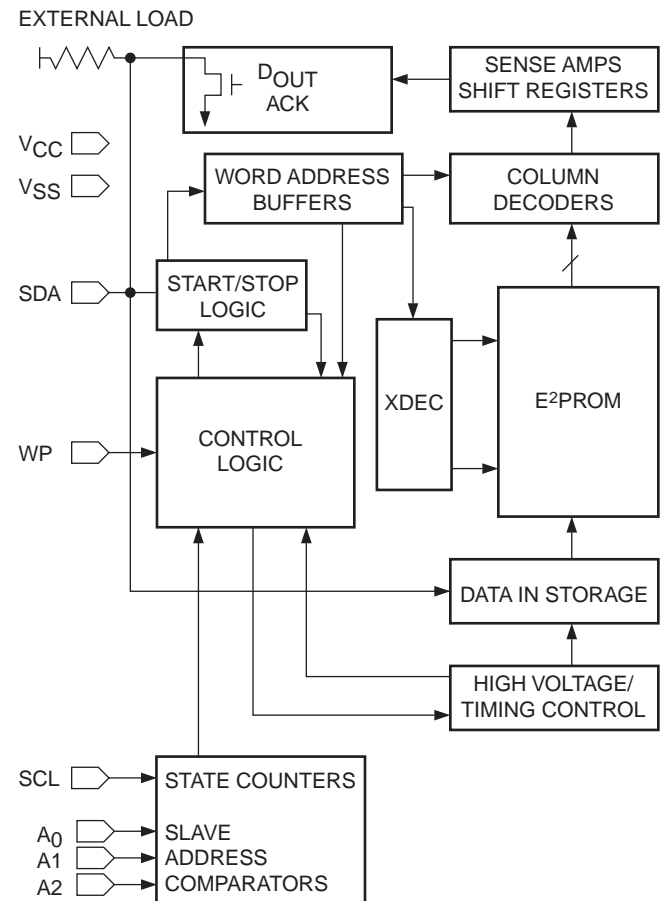 EXTERNAL LOAD
DOUT
ACK
SENSE AMPS
SHIFT REGISTERS
VCC
VSS
WORD ADDRESS
BUFFERS
COLUMN
DECODERS
SDA
START/STOP
LOGIC
XDEC
E²PROM
WP
CONTROL
LOGIC
DATA IN STORAGE
HIGH VOLTAGE/
TIMING CONTROL
SCL
STATE COUNTERS
A0
SLAVE
A1
ADDRESS
A2
COMPARATORS